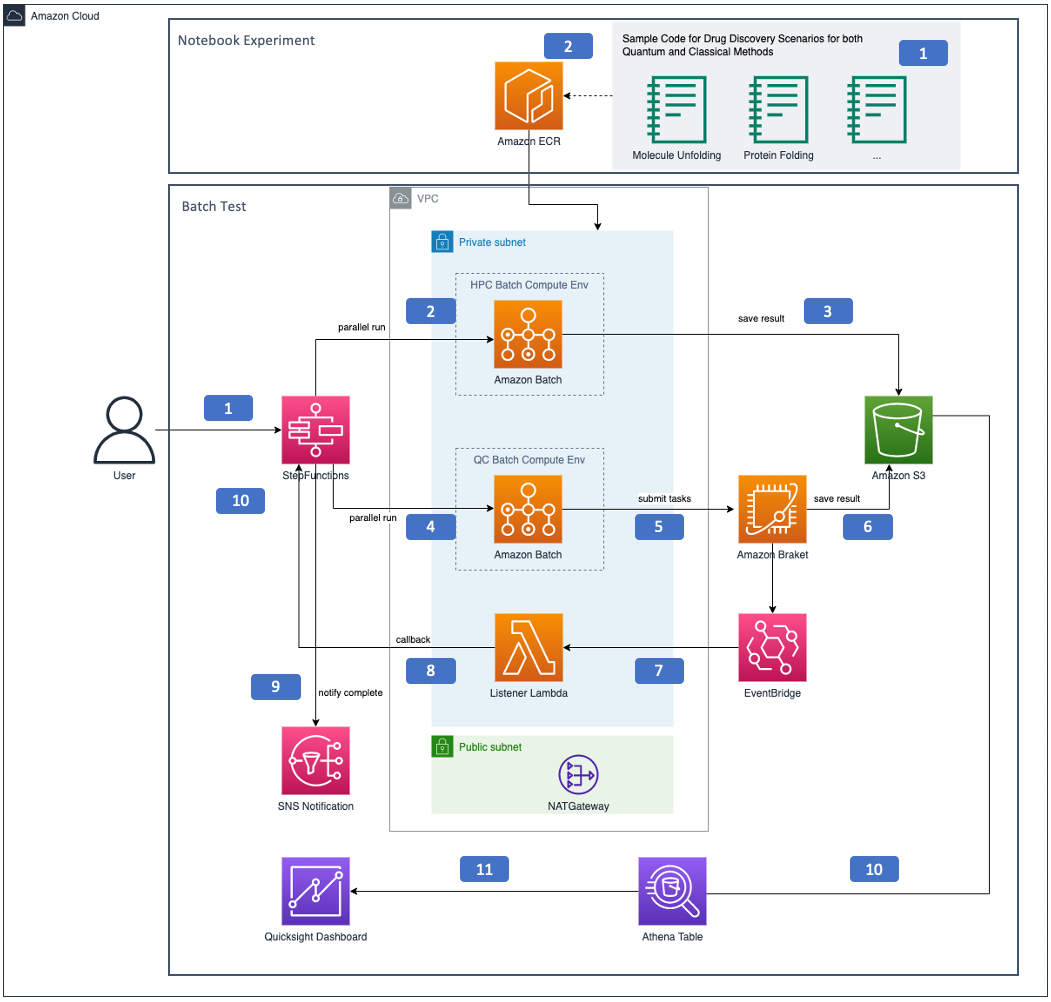 Amazon Cloud
Notebook Experiment
2
Sample Code for Drug Discovery Scenarios for both
Quantum and Classical Methods
1
Amazon ECR
Molecule Unfolding
Protein Folding
...
Batch Test
VPC
Private subnet
HPC Batch Compute Env
2
parallel run
save result
3
Amazon Batch
1
User
StepFunctions
10
QC Batch Compute Env
parallel run
4
Amazon Batch
submit tasks
5
Amazon Braket
save result
6
Amazon S3
callback
8
Listener Lambda
7
EventBridge
9
notify complete
SNS Notification
Public subnet
NATGateway
11
10
Quicksight Dashboard
Athena Table